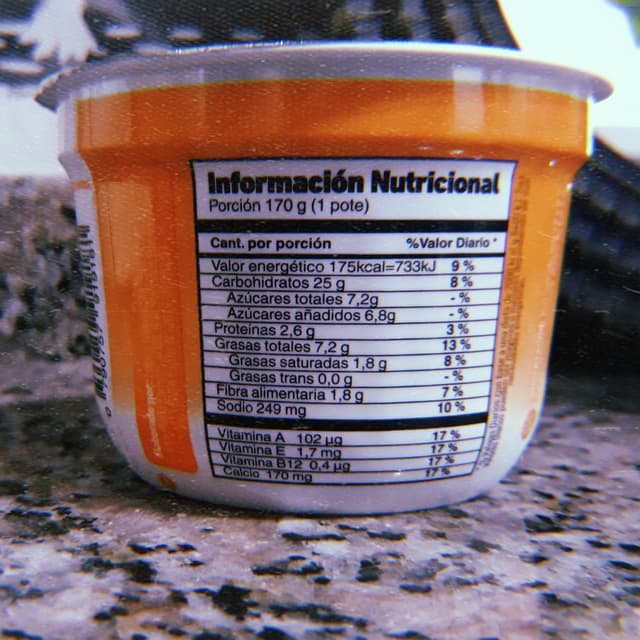 Información Nutricional
Porción 170 g (1 pote)
Cant. por porción %Valor Diario *
Valor energético 175kcal=733kJ 9 %
Carbohidratos 25 g 8 %
Azúcares totales 7,2g - %
Azúcares añadidos 6,8g - %
Proteínas 2,6 g 3 %
Grasas totales 7,2 g 13 %
Grasas saturadas 1,8 g 8 %
Grasas trans 0,0 g - %
Fibra alimentaria 1,8 g 7 %
Sodio 249 mg 10 %
Vitamina A 102 µg 17 %
Vitamina E 1,7 mg 17 %
Vitamina B12 0,4 µg 17 %
Calcio 170 mg 17 %